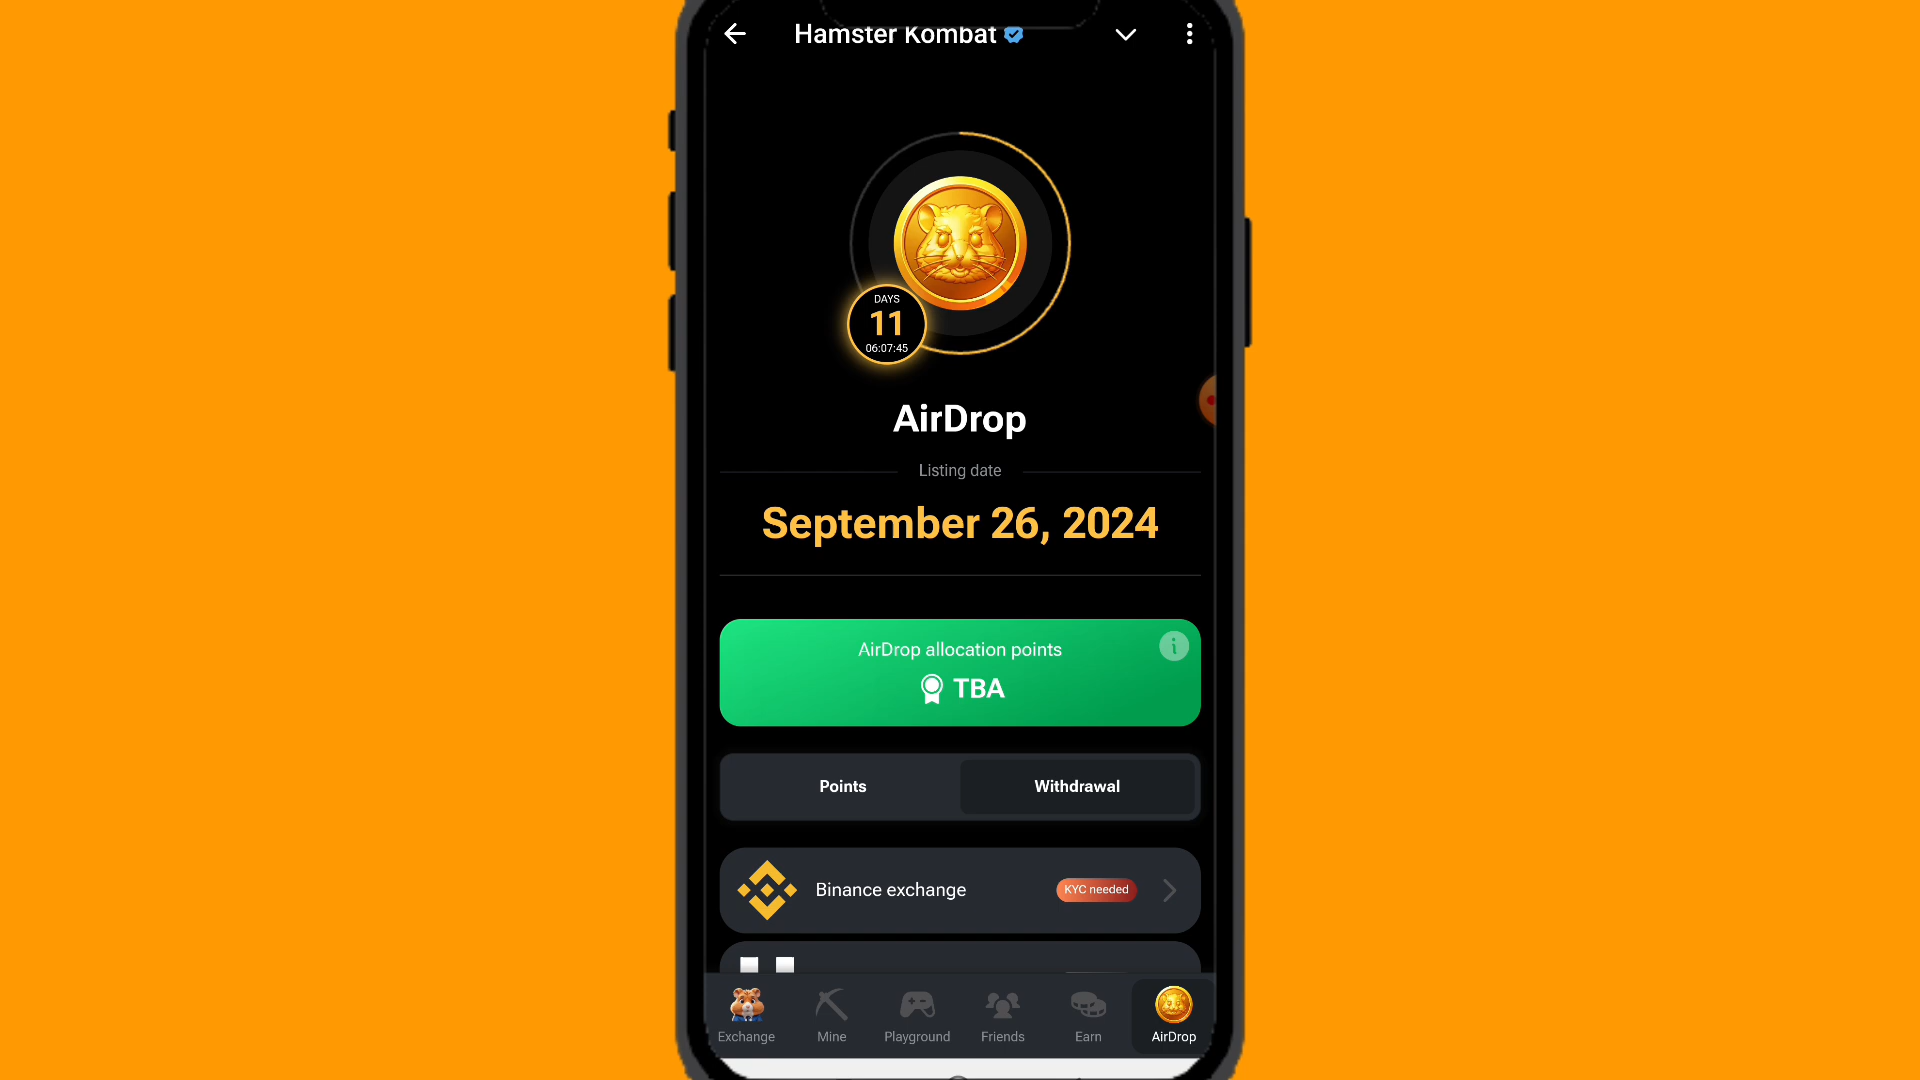 Hamster Kombat
DAYS
11
06:07:45
AirDrop
Listing date
September 26, 2024
AirDrop allocation points
TBA
Points
Withdrawal
Binance exchange
KYC needed
Exchange
Mine
Playground
Friends
Earn
AirDrop